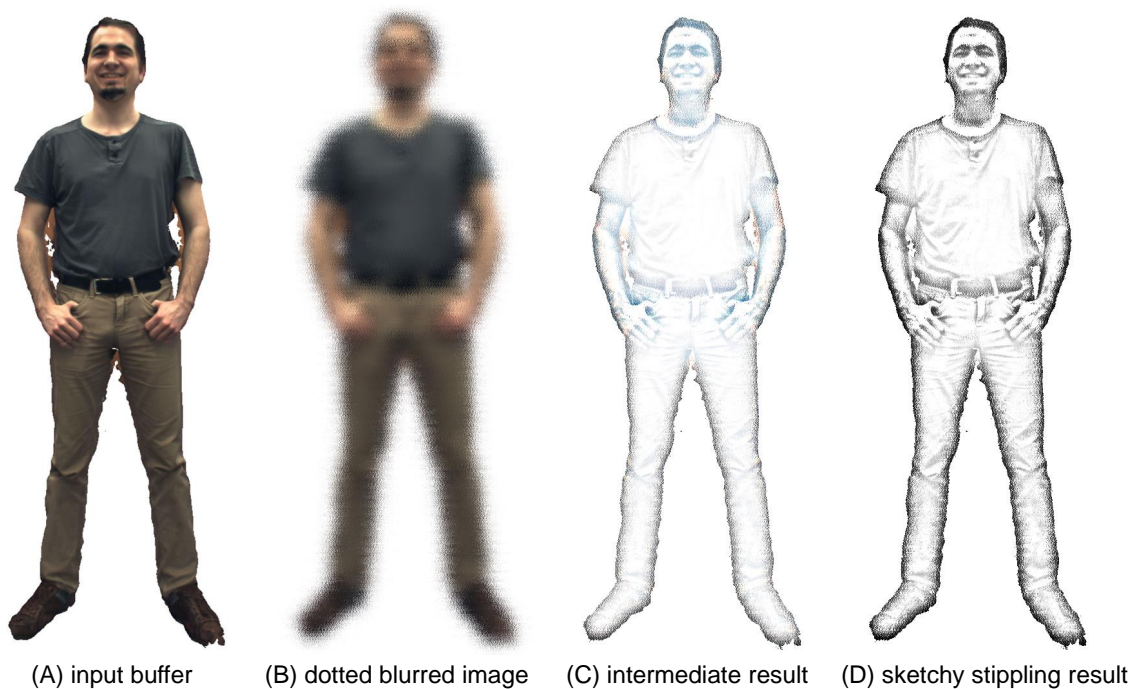 (A) input buffer
(B) dotted blurred image
(C) intermediate result
(D) sketchy stippling result